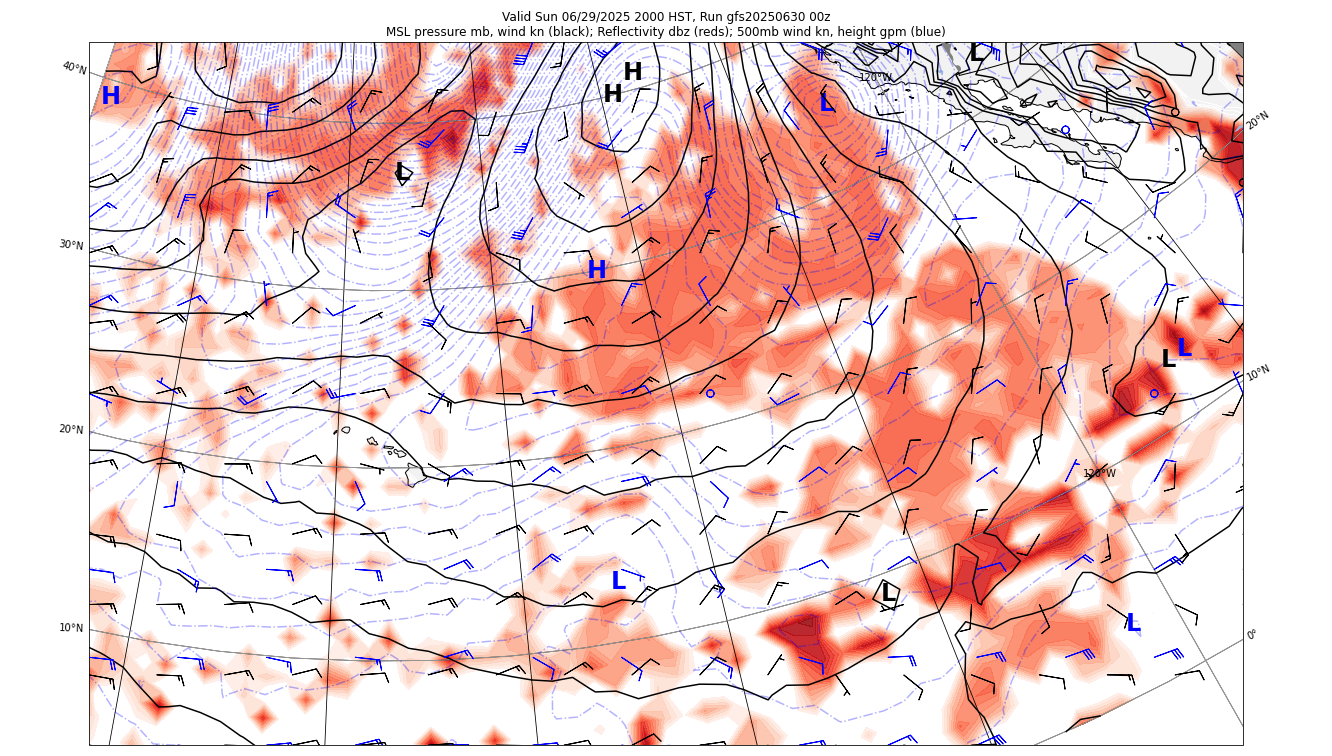 Valid Sun 06/29/2025 2000 HST, Run gfs20250630 00z
MSL pressure mb, wind kn (black); Reflectivity dbz (reds); 500mb wind kn, height gpm (blue)
L
H
40°N
120°W
H
H
L
20°N
L
30°N
H
L
L
10°N
20°N
120°W
L
L
10°N
L
0°